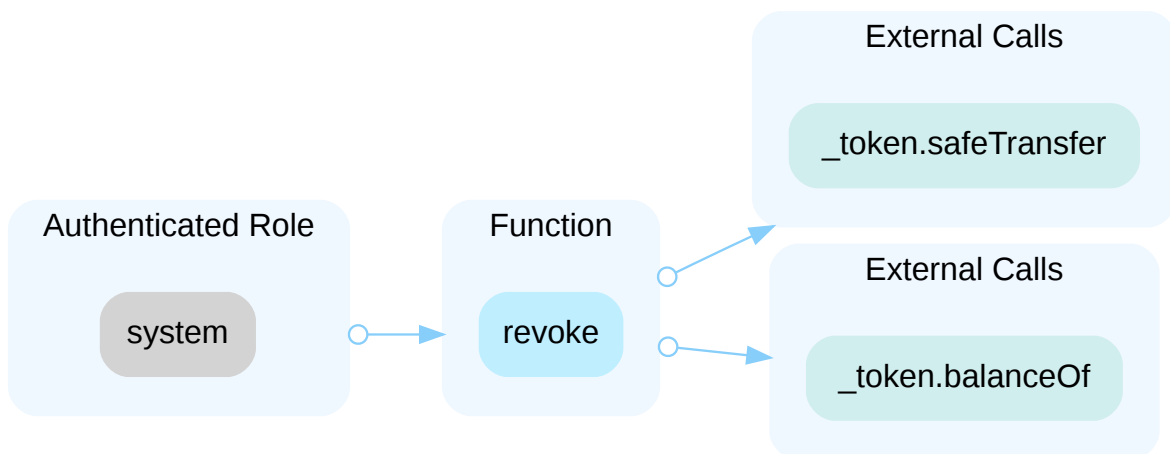 Authenticated Role
system
Function
revoke
External Calls
_token.safeTransfer
External Calls
_token.balanceOf